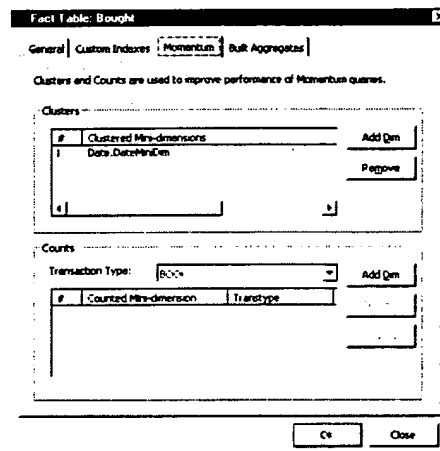 Fact Table: Bought
General Custom Indexes Momentum Built Aggregates
Clusters and Counts are used to improve performance of Momentum queries.
Clusters
# Clustered Mini-dimensions
1 Date.DateMiniDim
Add Dim
Remove
Counts
Transaction Type:
Add Dim
# Counted Mini-dimension Transtype
OK Close